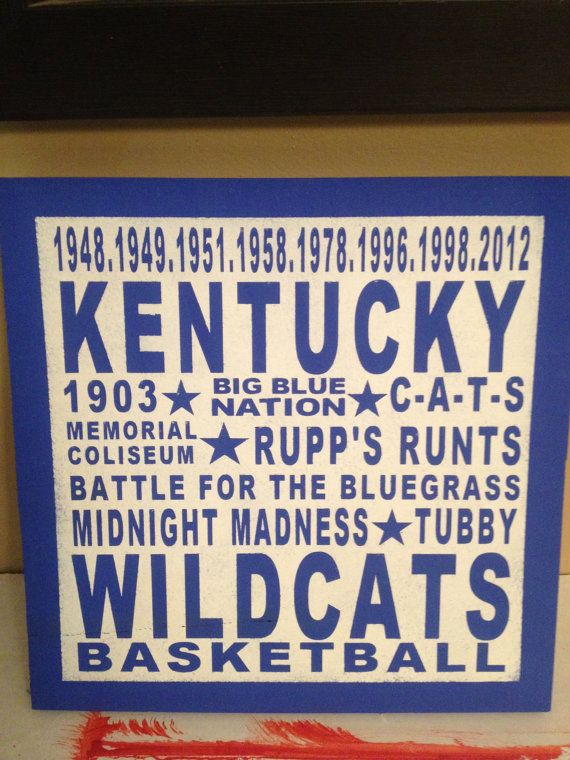 1948.1949.1951.1958.1978.1996.1998.2012
KENTUCKY
1903 ★ BIG BLUE NATION ★ C-A-T-S
MEMORIAL COLISEUM ★ RUPP'S RUNTS
BATTLE FOR THE BLUEGRASS
MIDNIGHT MADNESS ★ TUBBY
WILDCATS
BASKETBALL